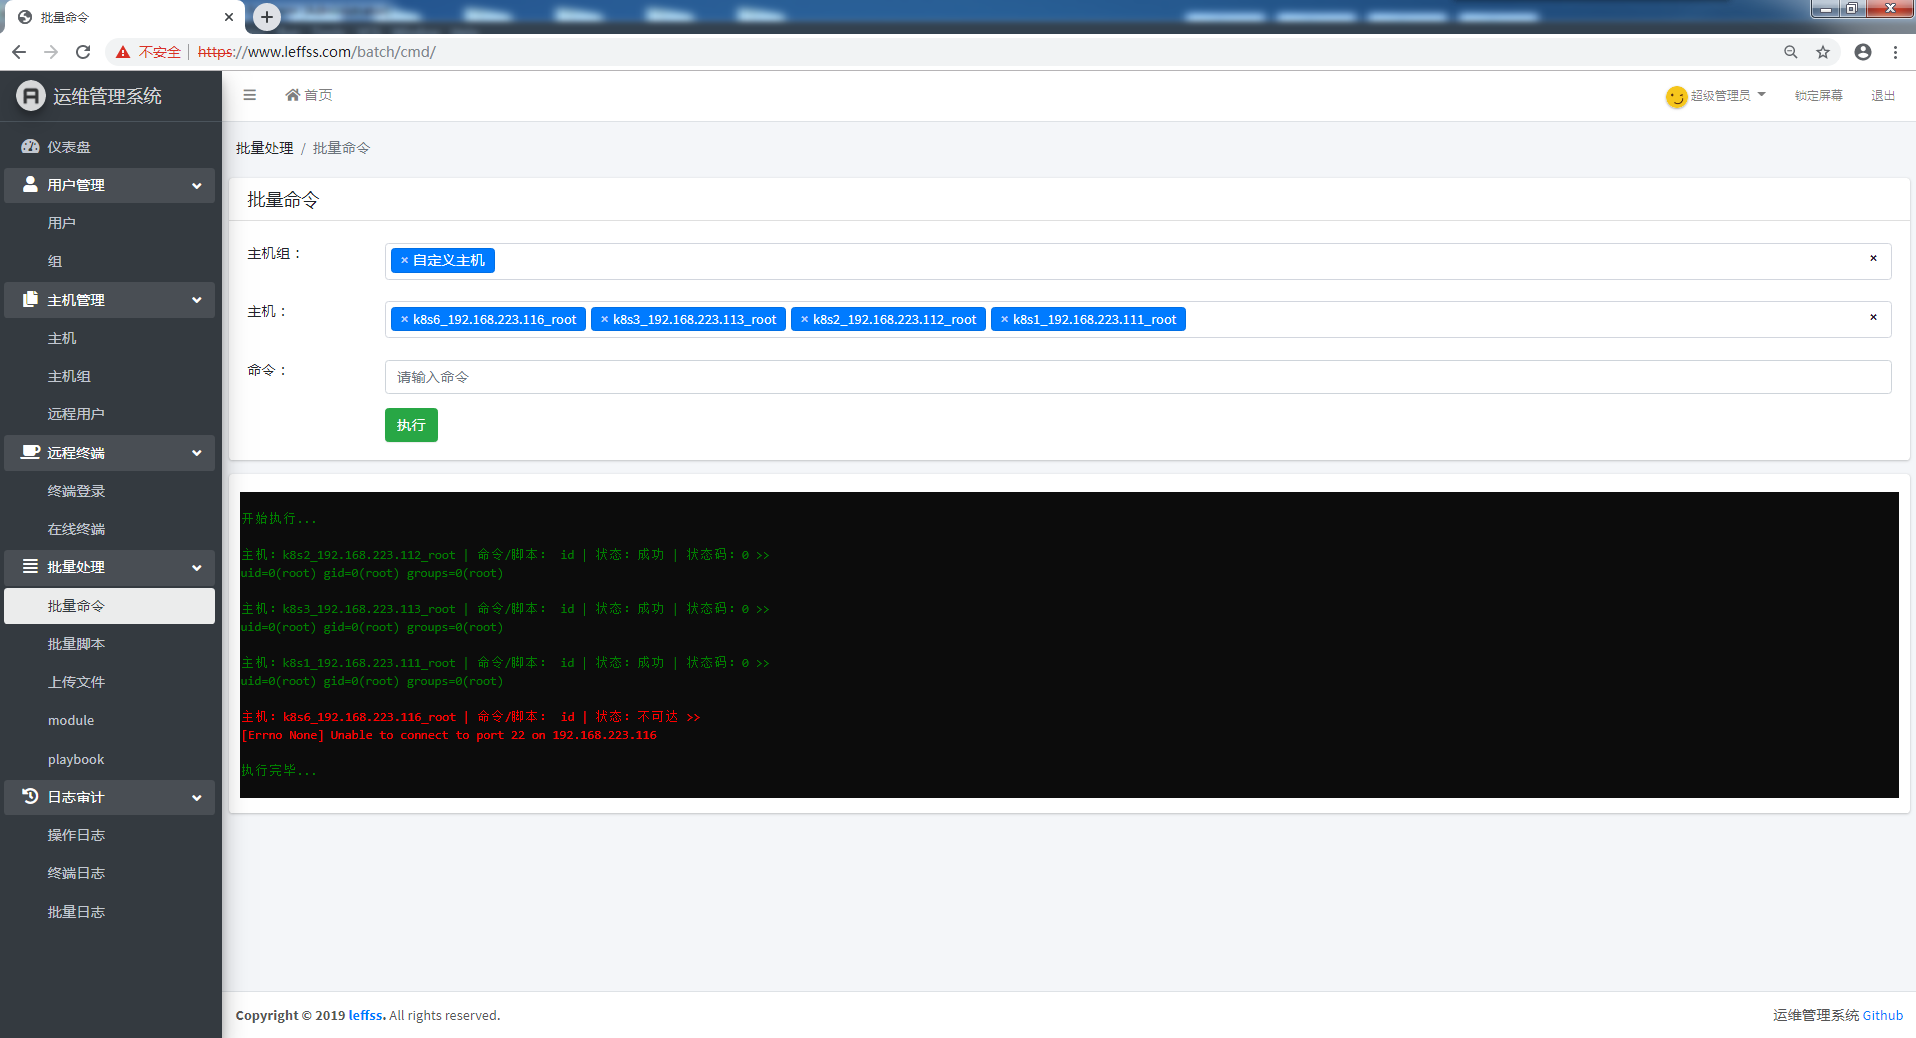 批量命令
不安全 https://www.leffss.com/batch/cmd/
运维管理系统
首页
超级管理员
锁定屏幕
退出
仪表盘
用户管理
用户
组
主机管理
主机
主机组
远程用户
远程终端
终端登录
在线终端
批量处理
批量命令
批量脚本
上传文件
module
playbook
日志审计
操作日志
终端日志
批量日志
批量处理 / 批量命令
批量命令
主机组：
× 自定义主机
×
主机：
× k8s6_192.168.223.116_root × k8s3_192.168.223.113_root × k8s2_192.168.223.112_root × k8s1_192.168.223.111_root
×
命令：
请输入命令
执行
开始执行...
主机: k8s2_192.168.223.112_root | 命令/脚本: id | 状态: 成功 | 状态码: 0 >>
uid=0(root) gid=0(root) groups=0(root)
主机: k8s3_192.168.223.113_root | 命令/脚本: id | 状态: 成功 | 状态码: 0 >>
uid=0(root) gid=0(root) groups=0(root)
主机: k8s1_192.168.223.111_root | 命令/脚本: id | 状态: 成功 | 状态码: 0 >>
uid=0(root) gid=0(root) groups=0(root)
主机: k8s6_192.168.223.116_root | 命令/脚本: id | 状态: 不可达 >>
[Errno None] Unable to connect to port 22 on 192.168.223.116
执行完毕...
Copyright © 2019 leffss. All rights reserved.
运维管理系统 Github